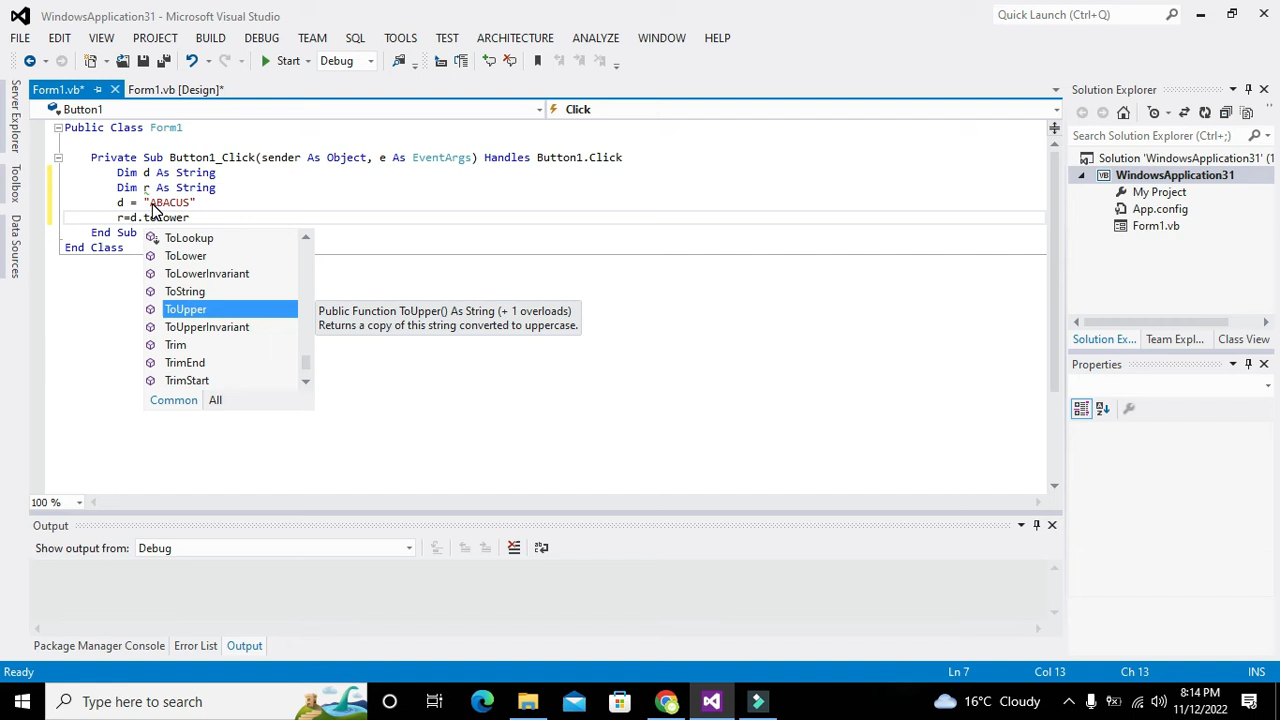 WindowsApplication31 - Microsoft Visual Studio
Quick Launch (Ctrl+Q)
FILE EDIT VIEW PROJECT BUILD DEBUG TEAM SQL TOOLS TEST ARCHITECTURE ANALYZE WINDOW HELP
Start Debug
Form1.vb* Form1.vb [Design]*
Button1 Click
Server Explorer
Toolbox
Data Sources
Public Class Form1
Private Sub Button1_Click(sender As Object, e As EventArgs) Handles Button1.Click
Dim d As String
Dim r As String
d = "ABACUS"
r=d.tolower
End Sub
End Class
ToLookup
ToLower
ToLowerInvariant
ToString
ToUpper
ToUpperInvariant
Trim
TrimEnd
TrimStart
Common All
Public Function ToUpper() As String (+ 1 overloads)
Returns a copy of this string converted to uppercase.
100 %
Output
Show output from: Debug
Package Manager Console Error List Output
Solution Explorer
Search Solution Explorer (Ctrl+;)
Solution 'WindowsApplication31' (1
WindowsApplication31
My Project
App.config
Form1.vb
Solution Ex... Team Expl... Class View
Properties
Ready Ln 7 Col 13 Ch 13 INS
Type here to search
16°C Cloudy
8:14 PM
11/12/2022